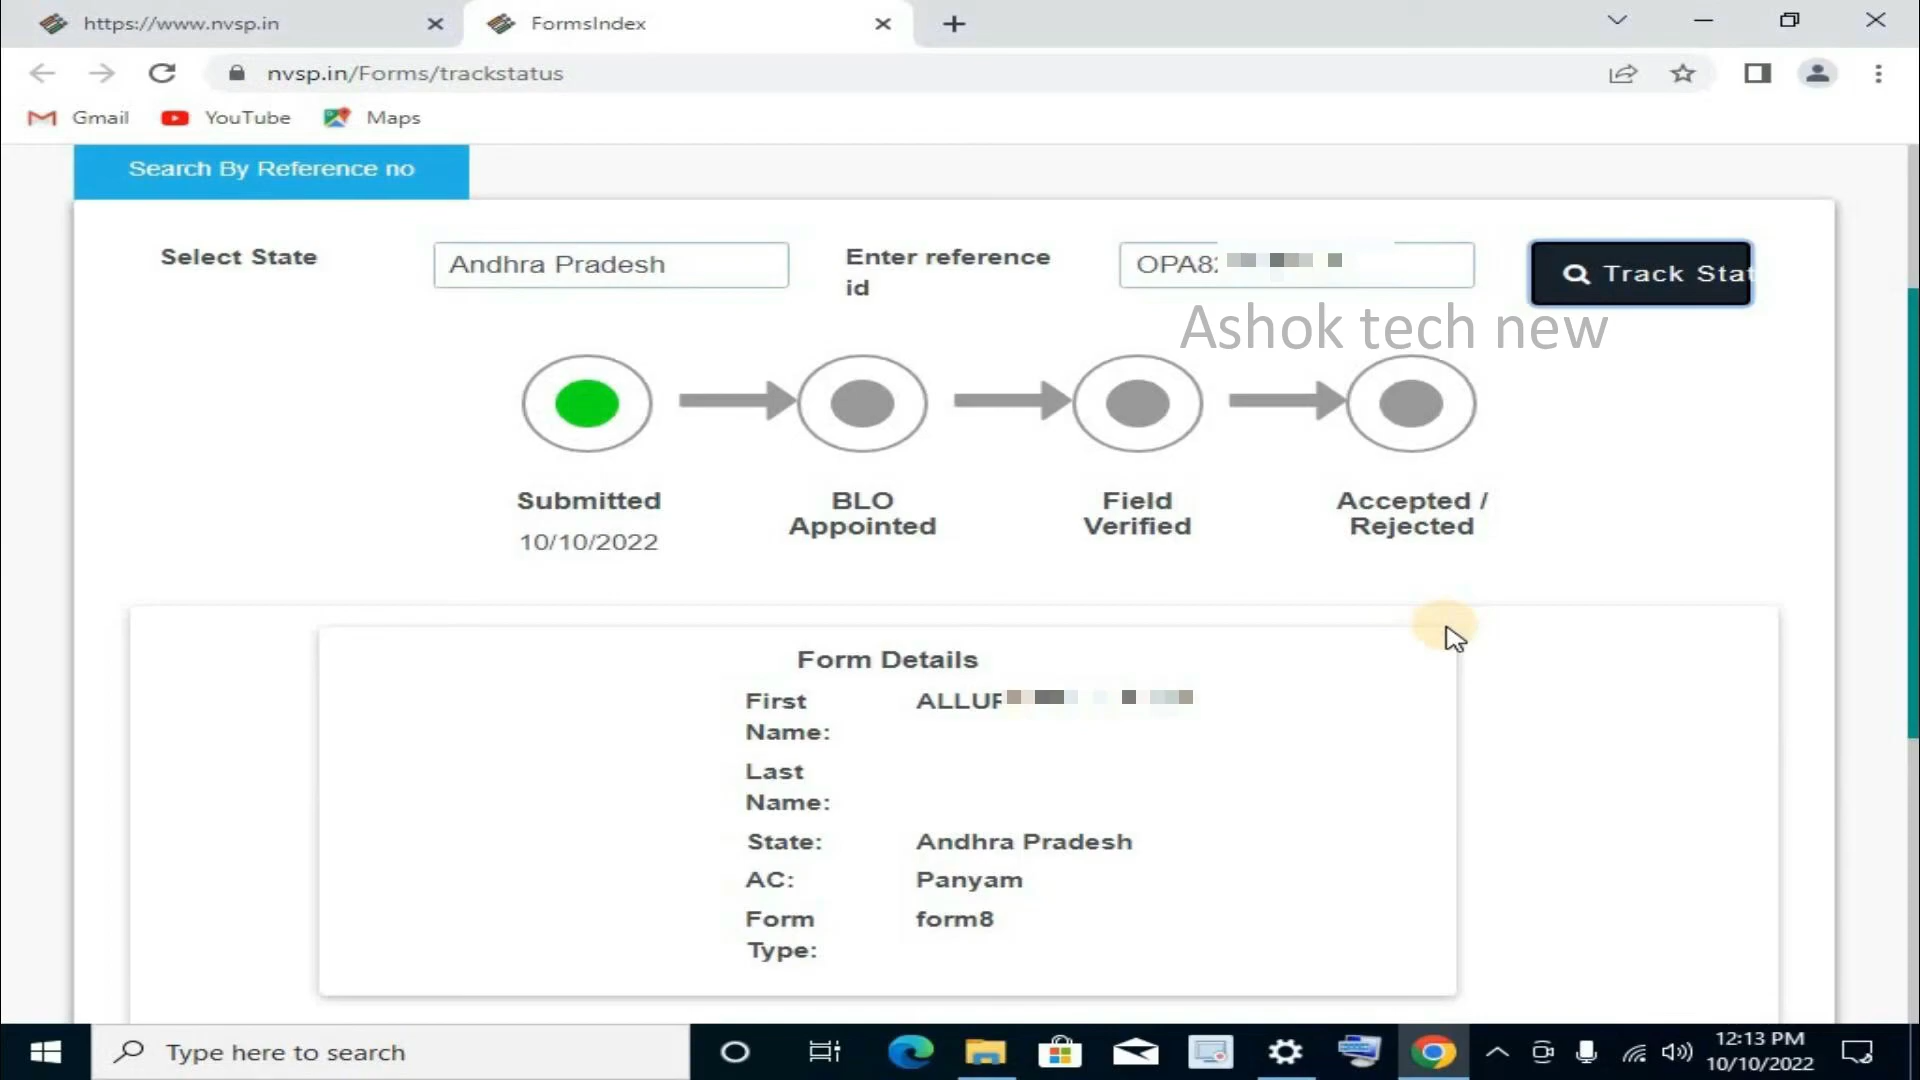 https://www.nvsp.in
FormsIndex
nvsp.in/Forms/trackstatus
Gmail YouTube Maps
Search By Reference no
Select State
Andhra Pradesh
Enter reference id
OPA82
Track Stat
Ashok tech new
Submitted
10/10/2022
BLO Appointed
Field Verified
Accepted / Rejected
Form Details
First Name:
Last Name:
State: Andhra Pradesh
AC: Panyam
Form Type: form8
Type here to search
12:13 PM
10/10/2022